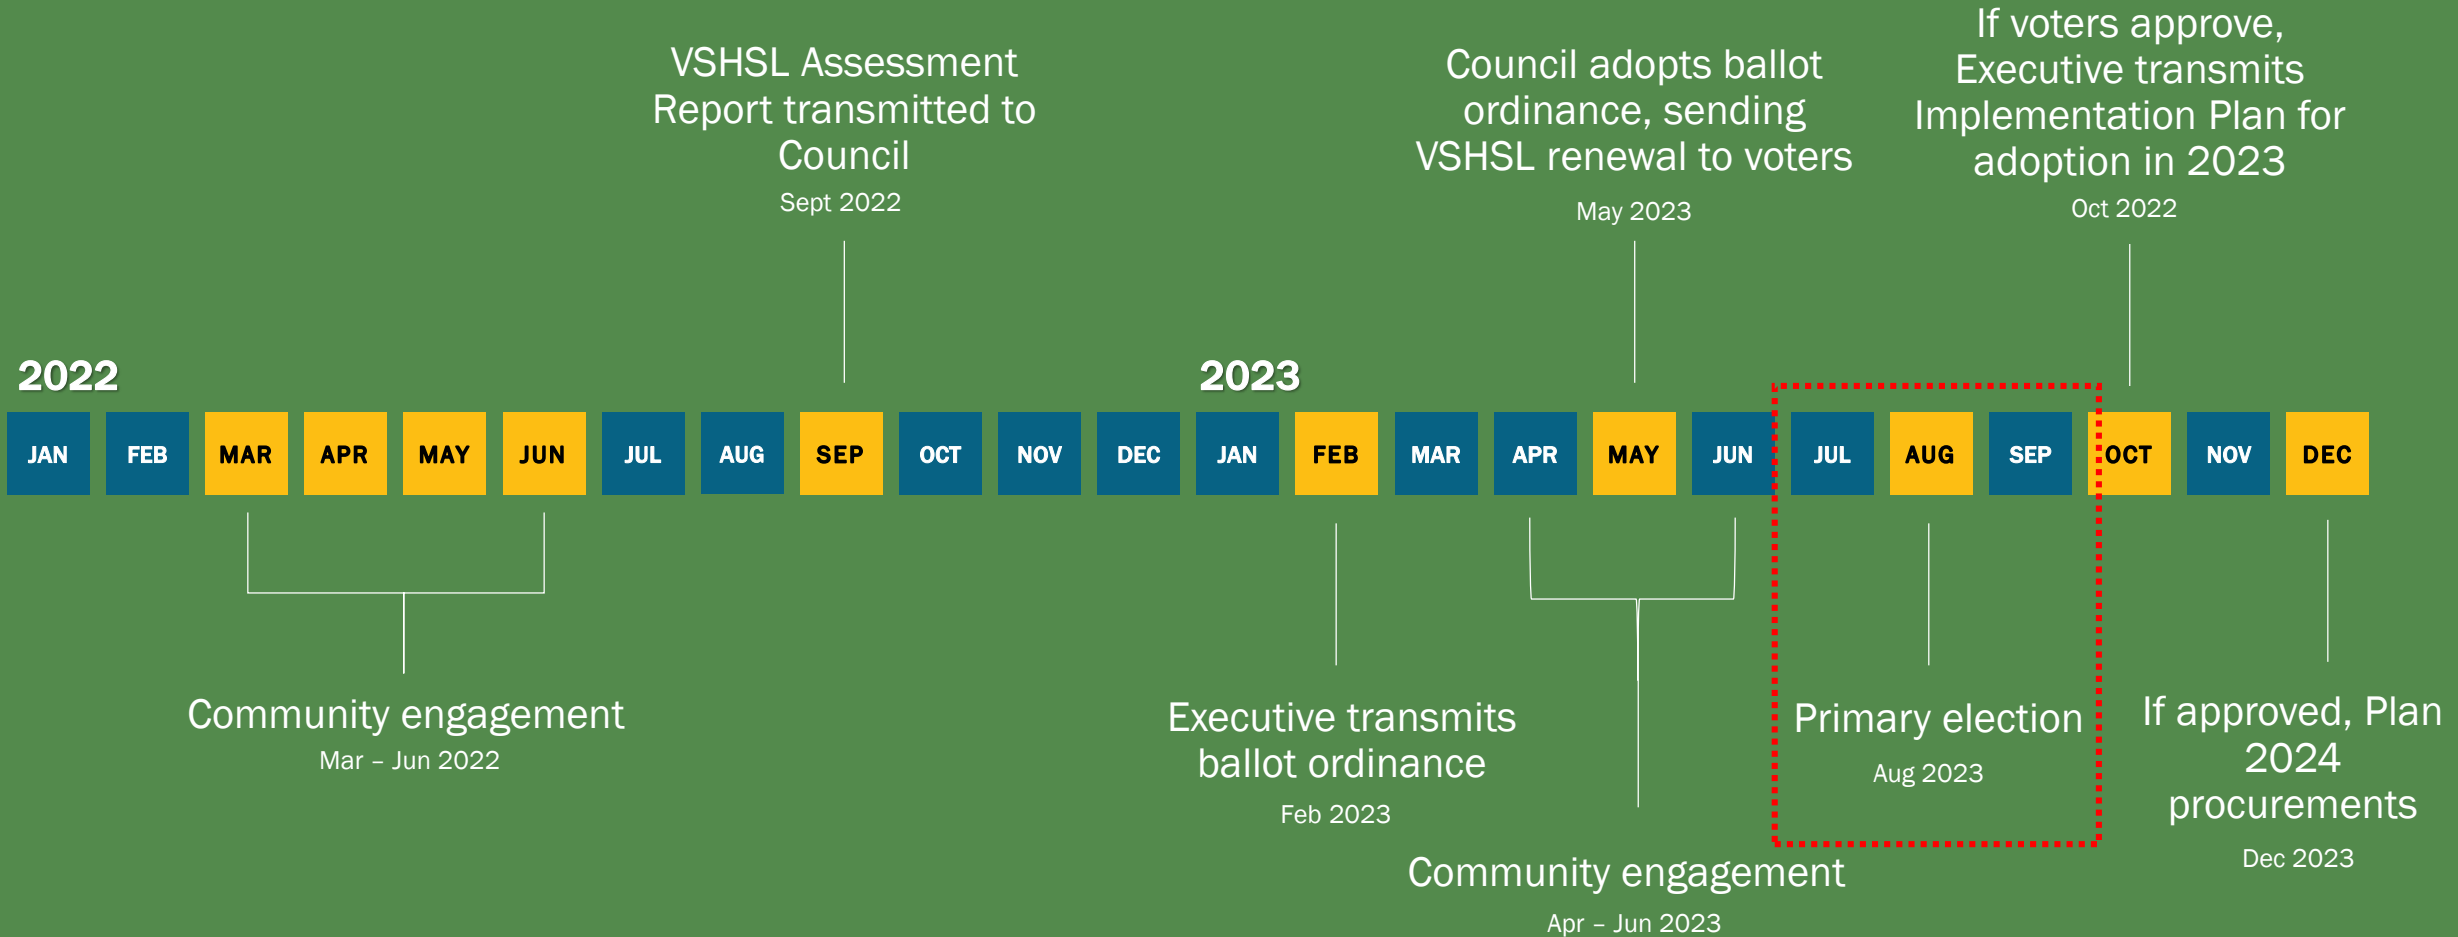 VSHSL Assessment
Report transmitted to
Council
Sept 2022
Council adopts ballot
ordinance, sending
VSHSL renewal to voters
May 2023
If voters approve,
Executive transmits
Implementation Plan for
adoption in 2023
Oct 2022
2022
2023
JAN FEB MAR APR MAY JUN JUL AUG SEP OCT NOV DEC JAN FEB MAR APR MAY JUN JUL AUG SEP OCT NOV DEC
Community engagement
Mar – Jun 2022
Executive transmits
ballot ordinance
Feb 2023
Community engagement
Apr – Jun 2023
Primary election
Aug 2023
If approved, Plan
2024
procurements
Dec 2023